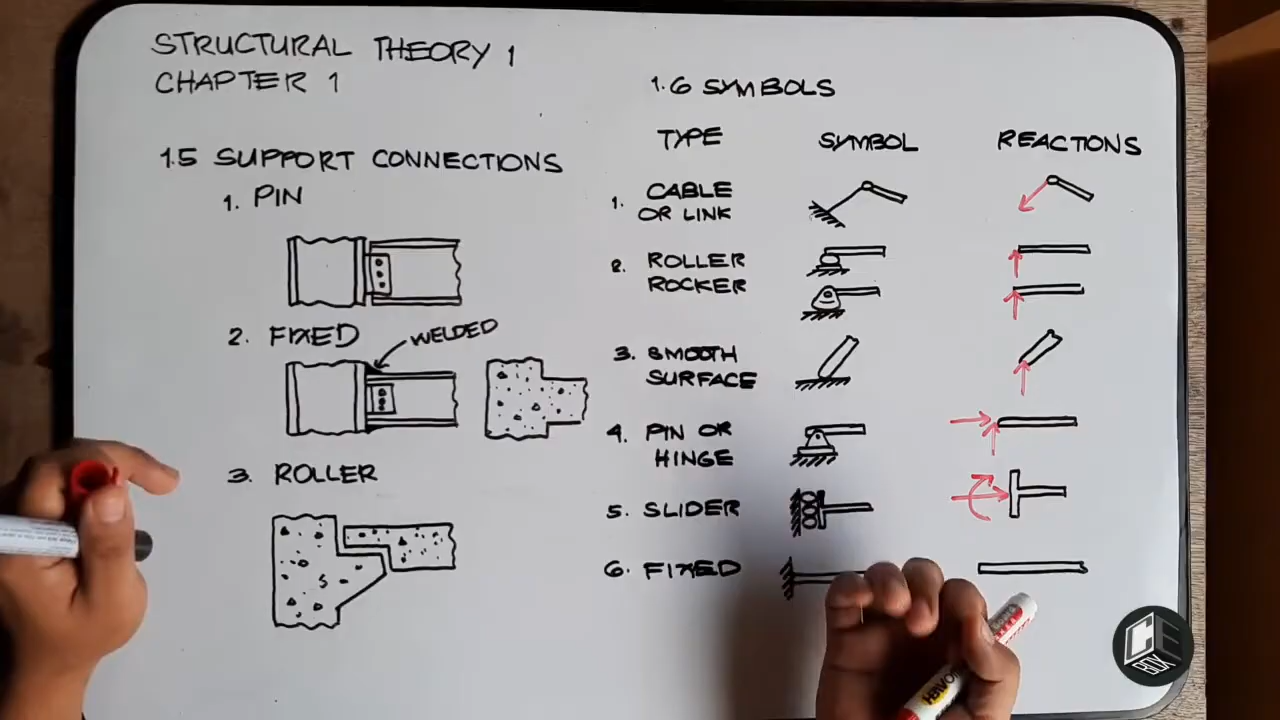 STRUCTURAL THEORY 1
CHAPTER 1
1.5 SUPPORT CONNECTIONS
1. PIN
2. FIXED
WELDED
3. ROLLER
1.6 SYMBOLS
TYPE SYMBOL REACTIONS
1. CABLE
OR LINK
2. ROLLER
ROCKER
3. SMOOTH
SURFACE
4. PIN OR
HINGE
5. SLIDER
6. FIXED
CE
BOX